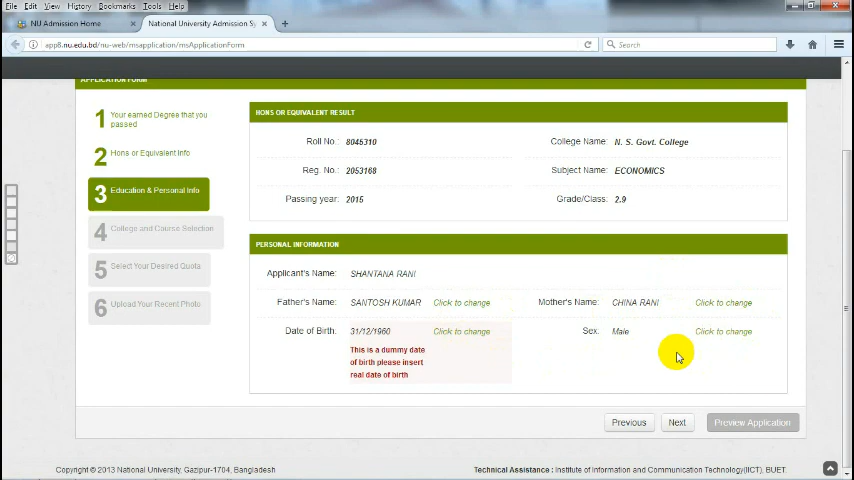 File Edit View History Bookmarks Tools Help
NU Admission Home × National University Admission Sy × +
app8.nu.edu.bd/nu-web/msapplication/msApplicationForm Search
APPLICATION FORM
1 Your earned Degree that you passed
2 Hons or Equivalent Info
3 Education & Personal Info
4 College and Course Selection
5 Select Your Desired Quota
6 Upload Your Recent Photo
HONS OR EQUIVALENT RESULT
Roll No.: 8045310 College Name: N. S. Govt. College
Reg. No.: 2053168 Subject Name: ECONOMICS
Passing year: 2015 Grade/Class: 2.9
PERSONAL INFORMATION
Applicant's Name: SHANTANA RANI
Father's Name: SANTOSH KUMAR Click to change Mother's Name: CHINA RANI Click to change
Date of Birth: 31/12/1960 Click to change Sex: Male Click to change
This is a dummy date
of birth please insert
real date of birth
Previous Next Preview Application
Copyright © 2013 National University, Gazipur-1704, Bangladesh Technical Assistance : Institute of Information and Communication Technology(IICT), BUET.